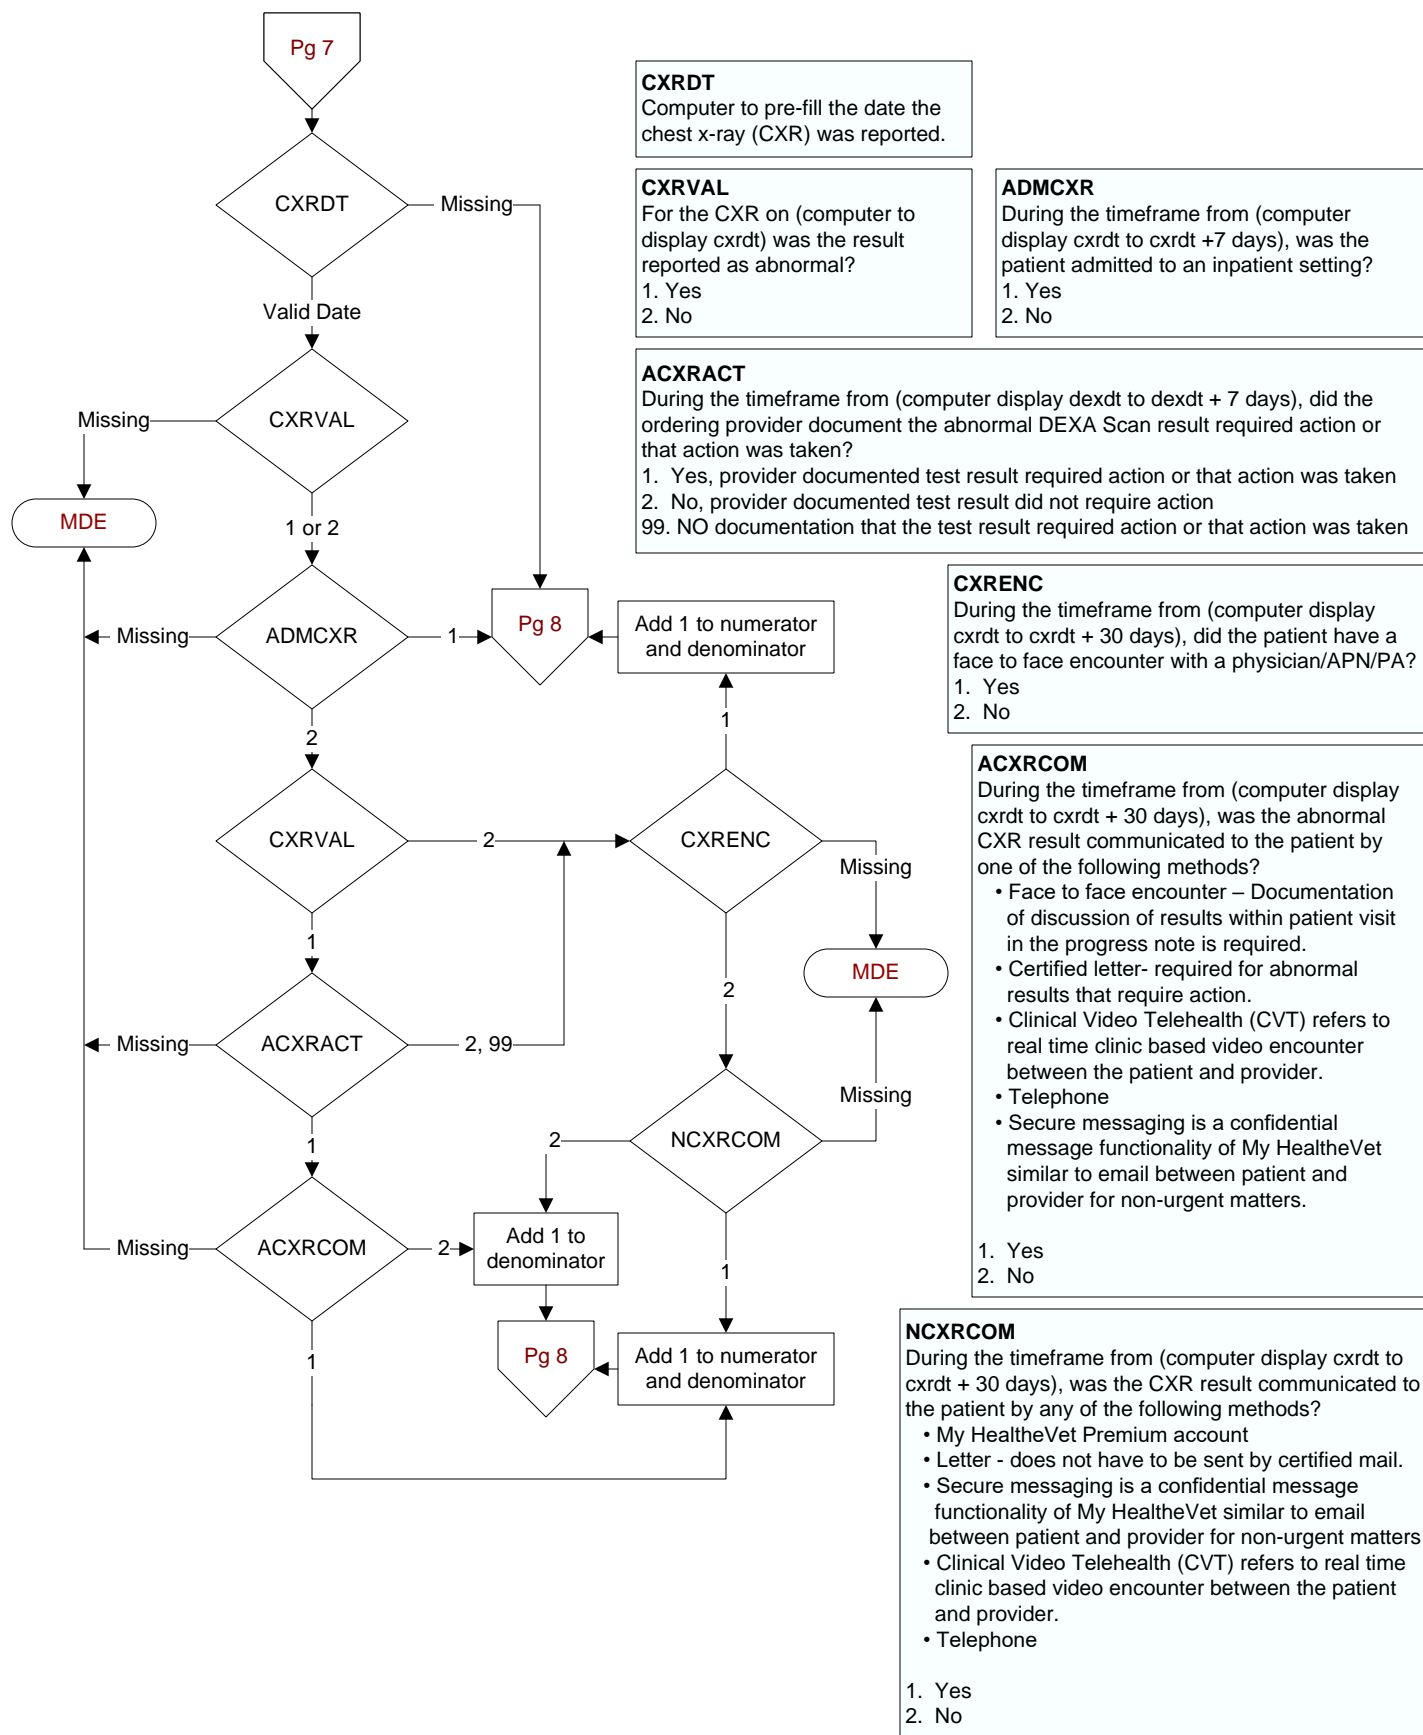 Pg 7
CXRDT
Missing
Valid Date
CXRVAL
Missing
MDE
1 or 2
ADMCXR
Missing
1
Pg 8
Add 1 to numerator
and denominator
2
1
CXRVAL
2
CXRENC
Missing
1
2
MDE
ACXRACT
Missing
2, 99
1
NCXRCOM
Missing
2
ACXRCOM
Missing
2
Add 1 to
denominator
1
1
Pg 8
Add 1 to numerator
and denominator
CXRDT
Computer to pre-fill the date the
chest x-ray (CXR) was reported.
CXRVAL
For the CXR on (computer to
display cxrdt) was the result
reported as abnormal?
1. Yes
2. No
ADMCXR
During the timeframe from (computer
display cxrdt to cxrdt +7 days), was the
patient admitted to an inpatient setting?
1. Yes
2. No
ACXRACT
During the timeframe from (computer display dexdt to dexdt + 7 days), did the
ordering provider document the abnormal DEXA Scan result required action or
that action was taken?
1. Yes, provider documented test result required action or that action was taken
2. No, provider documented test result did not require action
99. NO documentation that the test result required action or that action was taken
CXRENC
During the timeframe from (computer display
cxrdt to cxrdt + 30 days), did the patient have a
face to face encounter with a physician/APN/PA?
1. Yes
2. No
ACXRCOM
During the timeframe from (computer display
cxrdt to cxrdt + 30 days), was the abnormal
CXR result communicated to the patient by
one of the following methods?
• Face to face encounter – Documentation
of discussion of results within patient visit
in the progress note is required.
• Certified letter- required for abnormal
results that require action.
• Clinical Video Telehealth (CVT) refers to
real time clinic based video encounter
between the patient and provider.
• Telephone
• Secure messaging is a confidential
message functionality of My HealtheVet
similar to email between patient and
provider for non-urgent matters.
1. Yes
2. No
NCXRCOM
During the timeframe from (computer display cxrdt to
cxrdt + 30 days), was the CXR result communicated to
the patient by any of the following methods?
• My HealtheVet Premium account
• Letter - does not have to be sent by certified mail.
• Secure messaging is a confidential message
functionality of My HealtheVet similar to email
between patient and provider for non-urgent matters
• Clinical Video Telehealth (CVT) refers to real time
clinic based video encounter between the patient
and provider.
• Telephone
1. Yes
2. No